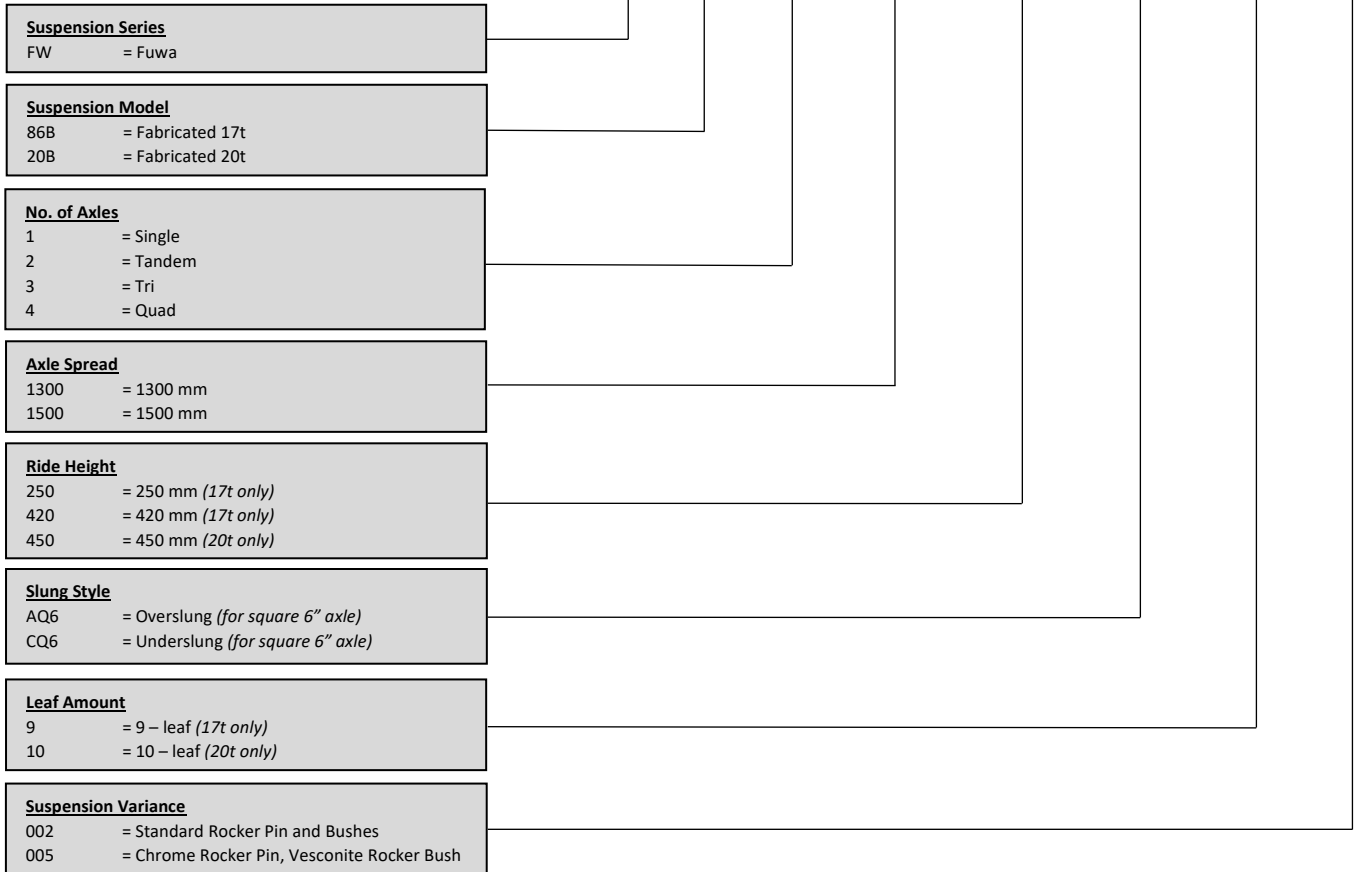 Suspension Series
FW = Fuwa
Suspension Model
86B = Fabricated 17t
20B = Fabricated 20t
No. of Axles
1 = Single
2 = Tandem
3 = Tri
4 = Quad
Axle Spread
1300 = 1300 mm
1500 = 1500 mm
Ride Height
250 = 250 mm (17t only)
420 = 420 mm (17t only)
450 = 450 mm (20t only)
Slung Style
AQ6 = Overslung (for square 6” axle)
CQ6 = Underslung (for square 6” axle)
Leaf Amount
9 = 9 – leaf (17t only)
10 = 10 – leaf (20t only)
Suspension Variance
002 = Standard Rocker Pin and Bushes
005 = Chrome Rocker Pin, Vesconite Rocker Bush